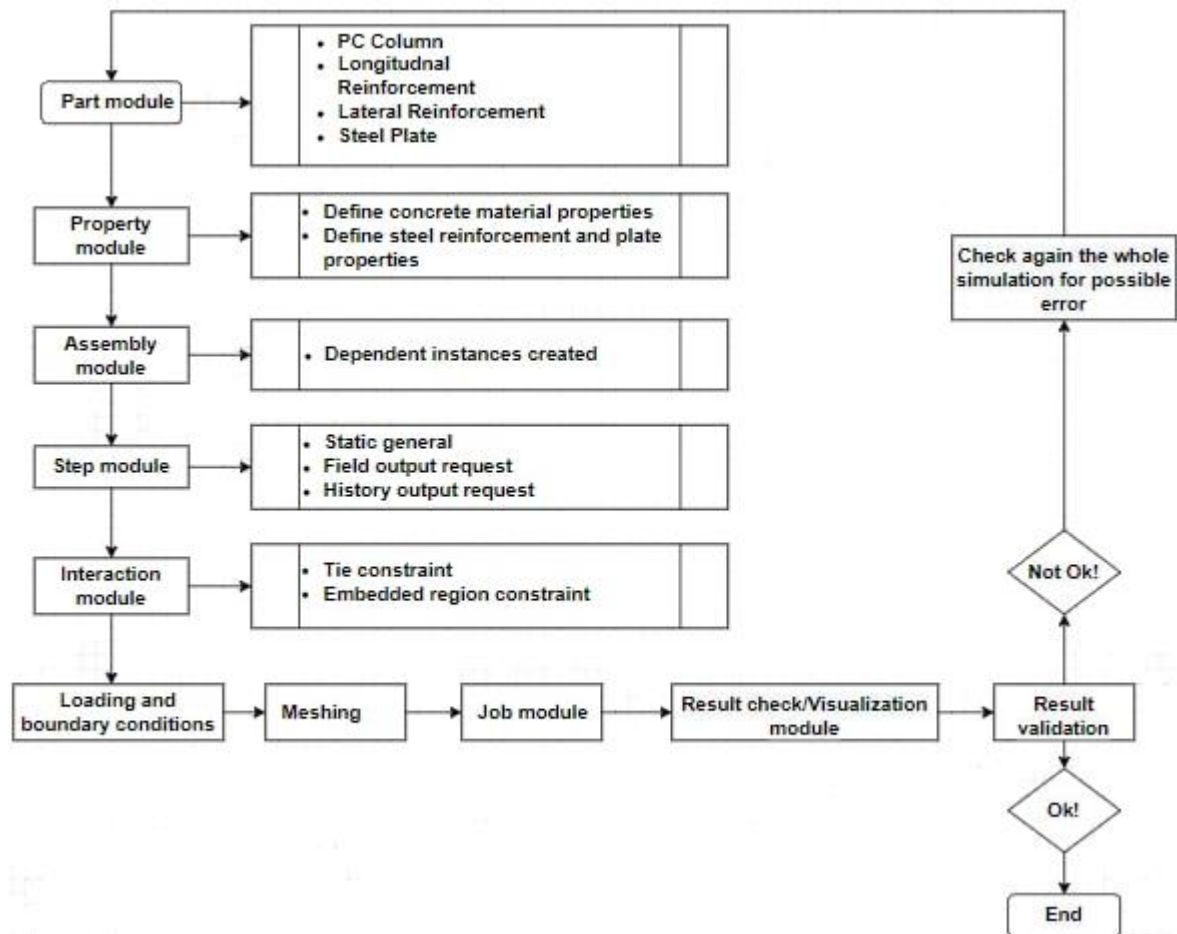 Part module
• PC Column
• Longitudnal
Reinforcement
• Lateral Reinforcement
• Steel Plate
Property
module
• Define concrete material properties
• Define steel reinforcement and plate
properties
Check again the whole
simulation for possible
error
Assembly
module
• Dependent instances created
Step module
• Static general
• Field output request
• History output request
Interaction
module
• Tie constraint
• Embedded region constraint
Not Ok!
Loading and
boundary conditions
Meshing
Job module
Result check/Visualization
module
Result
validation
Ok!
End